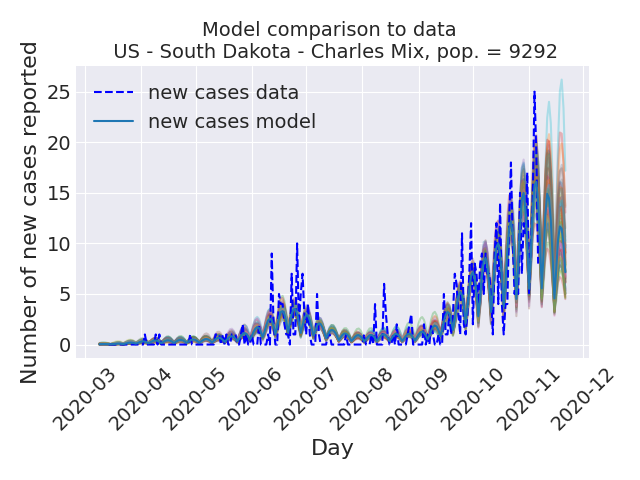 Model comparison to data
US - South Dakota - Charles Mix, pop. = 9292
Number of new cases reported
25
20
15
10
5
0
new cases data
new cases model
2020-03
2020-04
2020-05
2020-06
2020-07
2020-08
2020-09
2020-10
2020-11
2020-12
Day